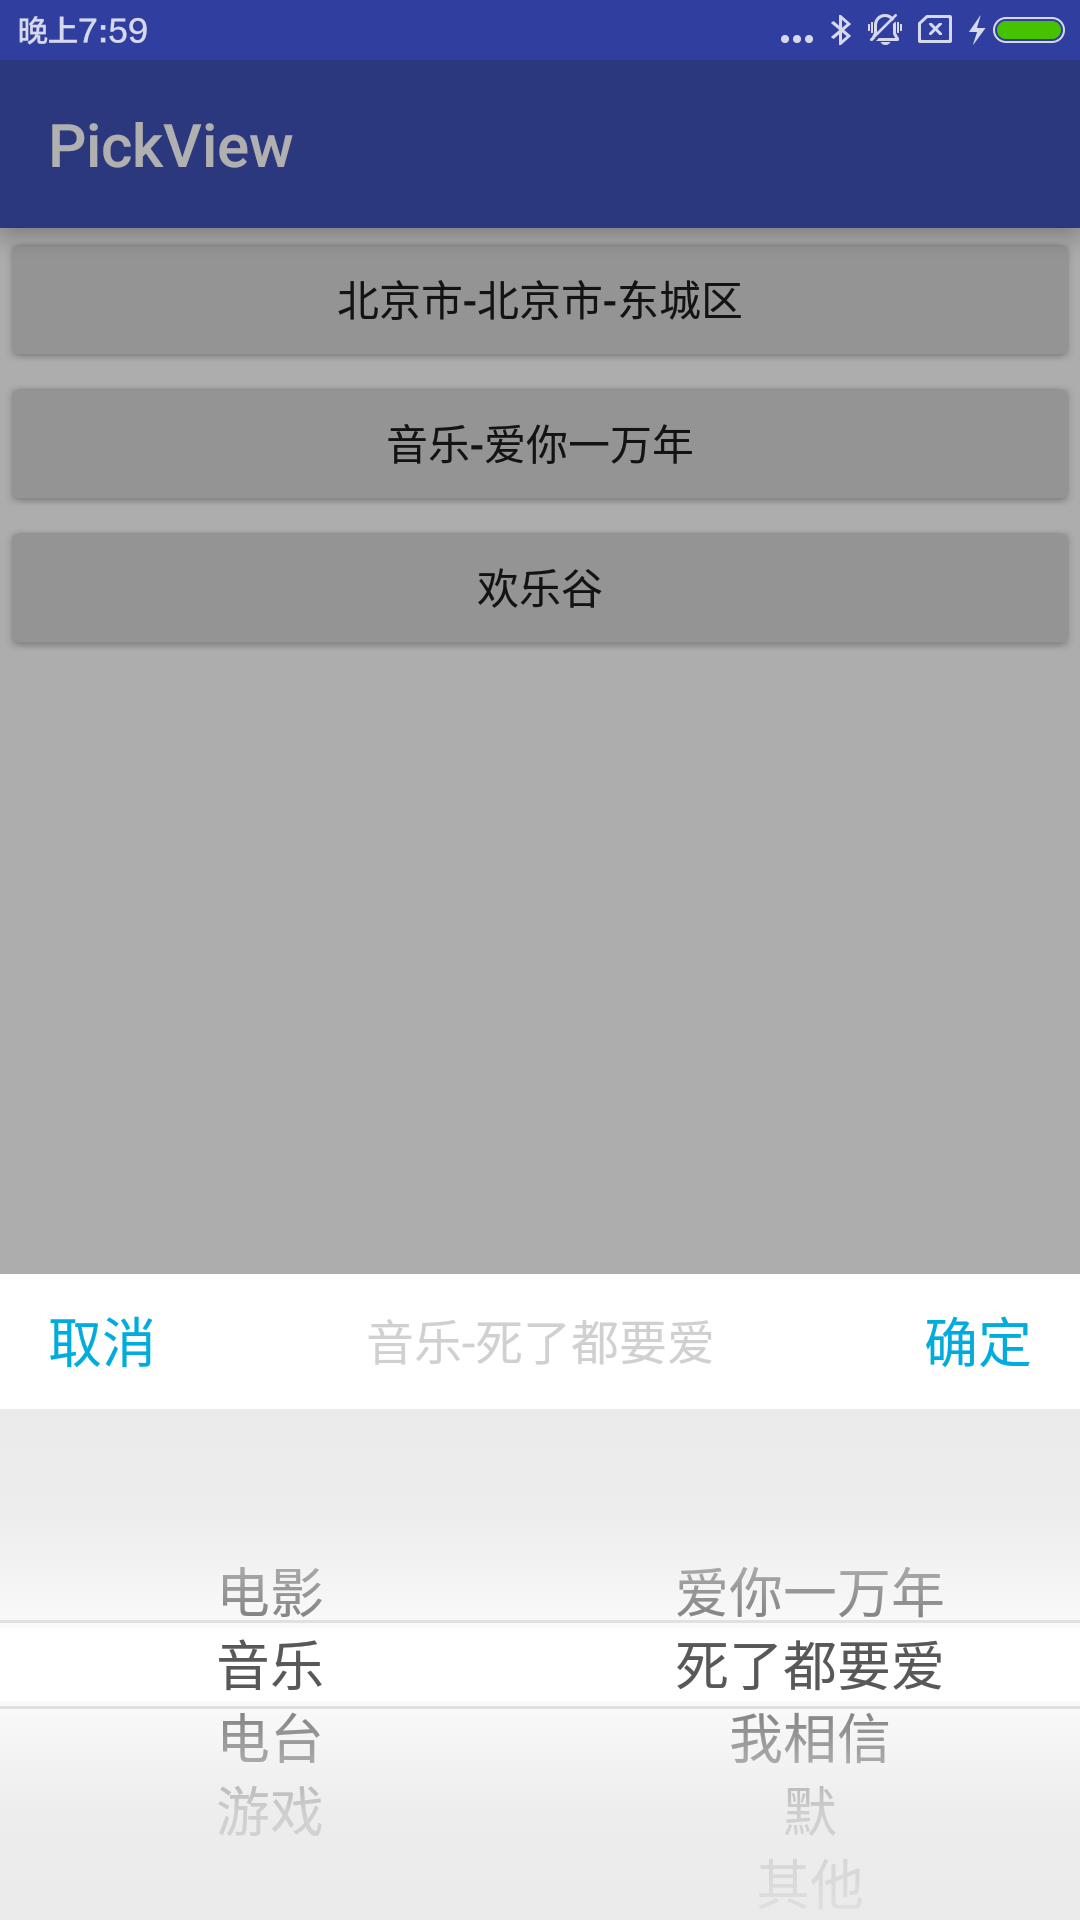 晚上7:59
PickView
北京市-北京市-东城区
音乐-爱你一万年
欢乐谷
取消 音乐-死了都要爱 确定
电影 爱你一万年
音乐 死了都要爱
电台 我相信
游戏 默
其他